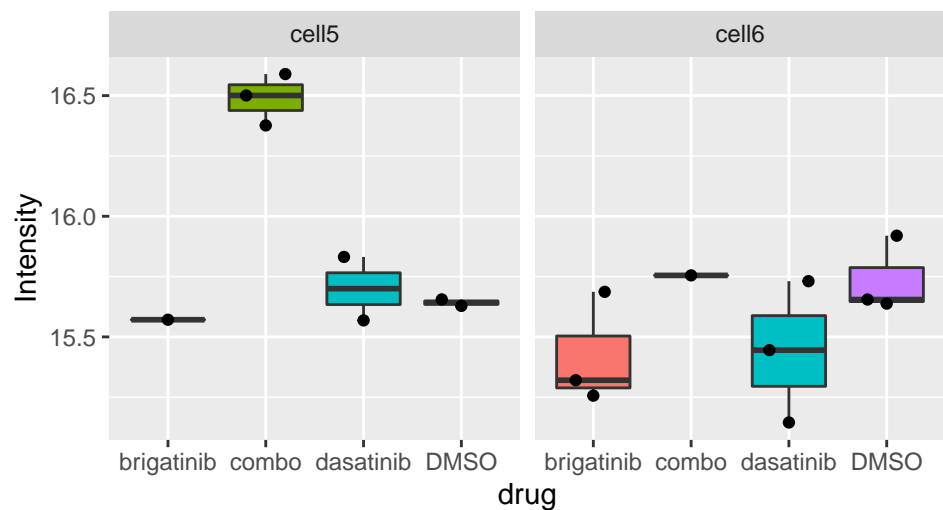 cell5 cell6
Intensity
16.5
16.0
15.5
brigatinib combo dasatinib DMSO brigatinib combo dasatinib DMSO
drug